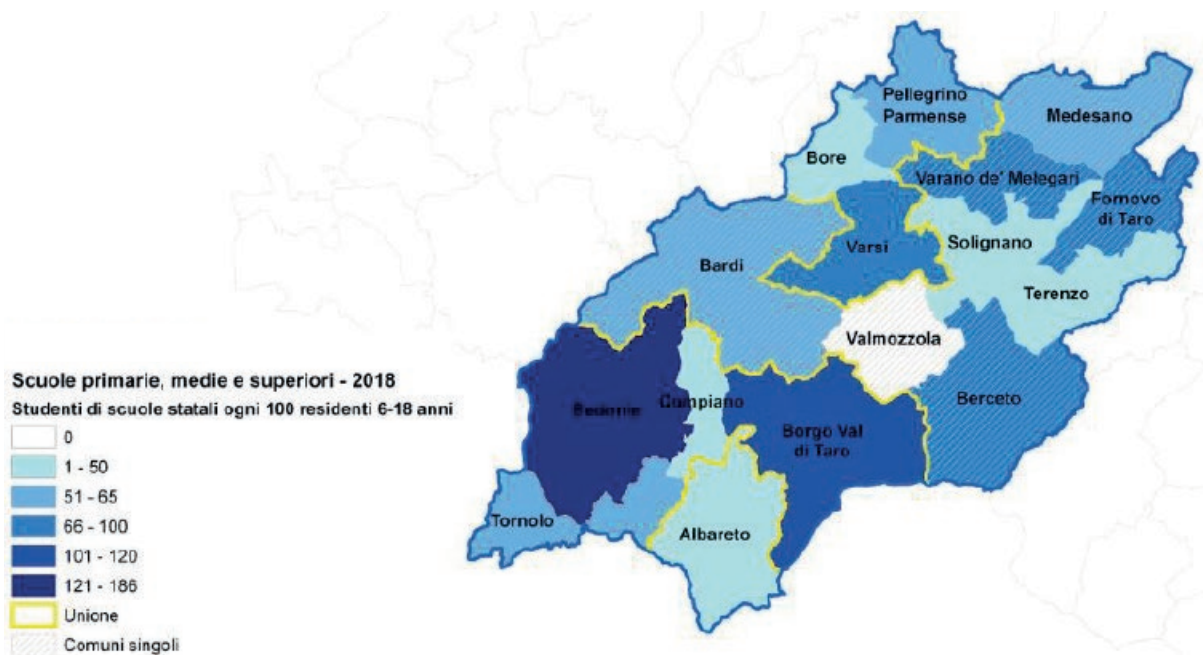 Pellegrino
Parmense
Medesano
Bore
Varano de' Melegari
Fornovo
di Taro
Varsi
Solignano
Bardi
Terenzo
Valmozzola
Scuole primarie, medie e superiori - 2018
Studenti di scuole statali ogni 100 residenti 6-18 anni
Bedonia
Compiano
Berceto
0
Borgo Val
di Taro
1 - 50
51 - 65
66 - 100
Tornolo
Albareto
101 - 120
121 - 186
Unione
Comuni singoli